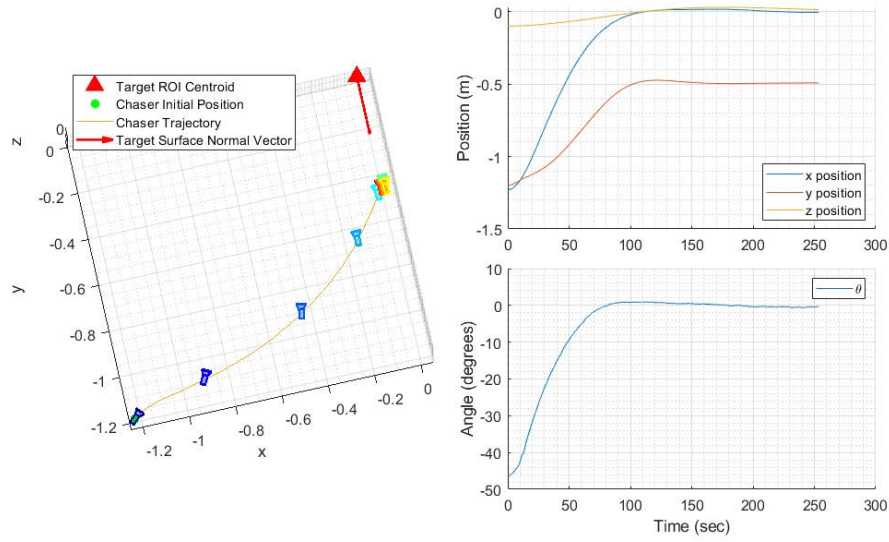 Target ROI Centroid
Chaser Initial Position
Chaser Trajectory
Target Surface Normal Vector
z
0
0
-0.2
-0.4
-0.6
-0.8
-1
-1.2
y
-1.2
-1
-0.8
-0.6
-0.4
-0.2
0
x
0
-0.5
-1
-1.5
Position (m)
x position
y position
z position
0
50
100
150
200
250
300
10
0
-10
-20
-30
-40
-50
Angle (degrees)
θ
0
50
100
150
200
250
300
Time (sec)